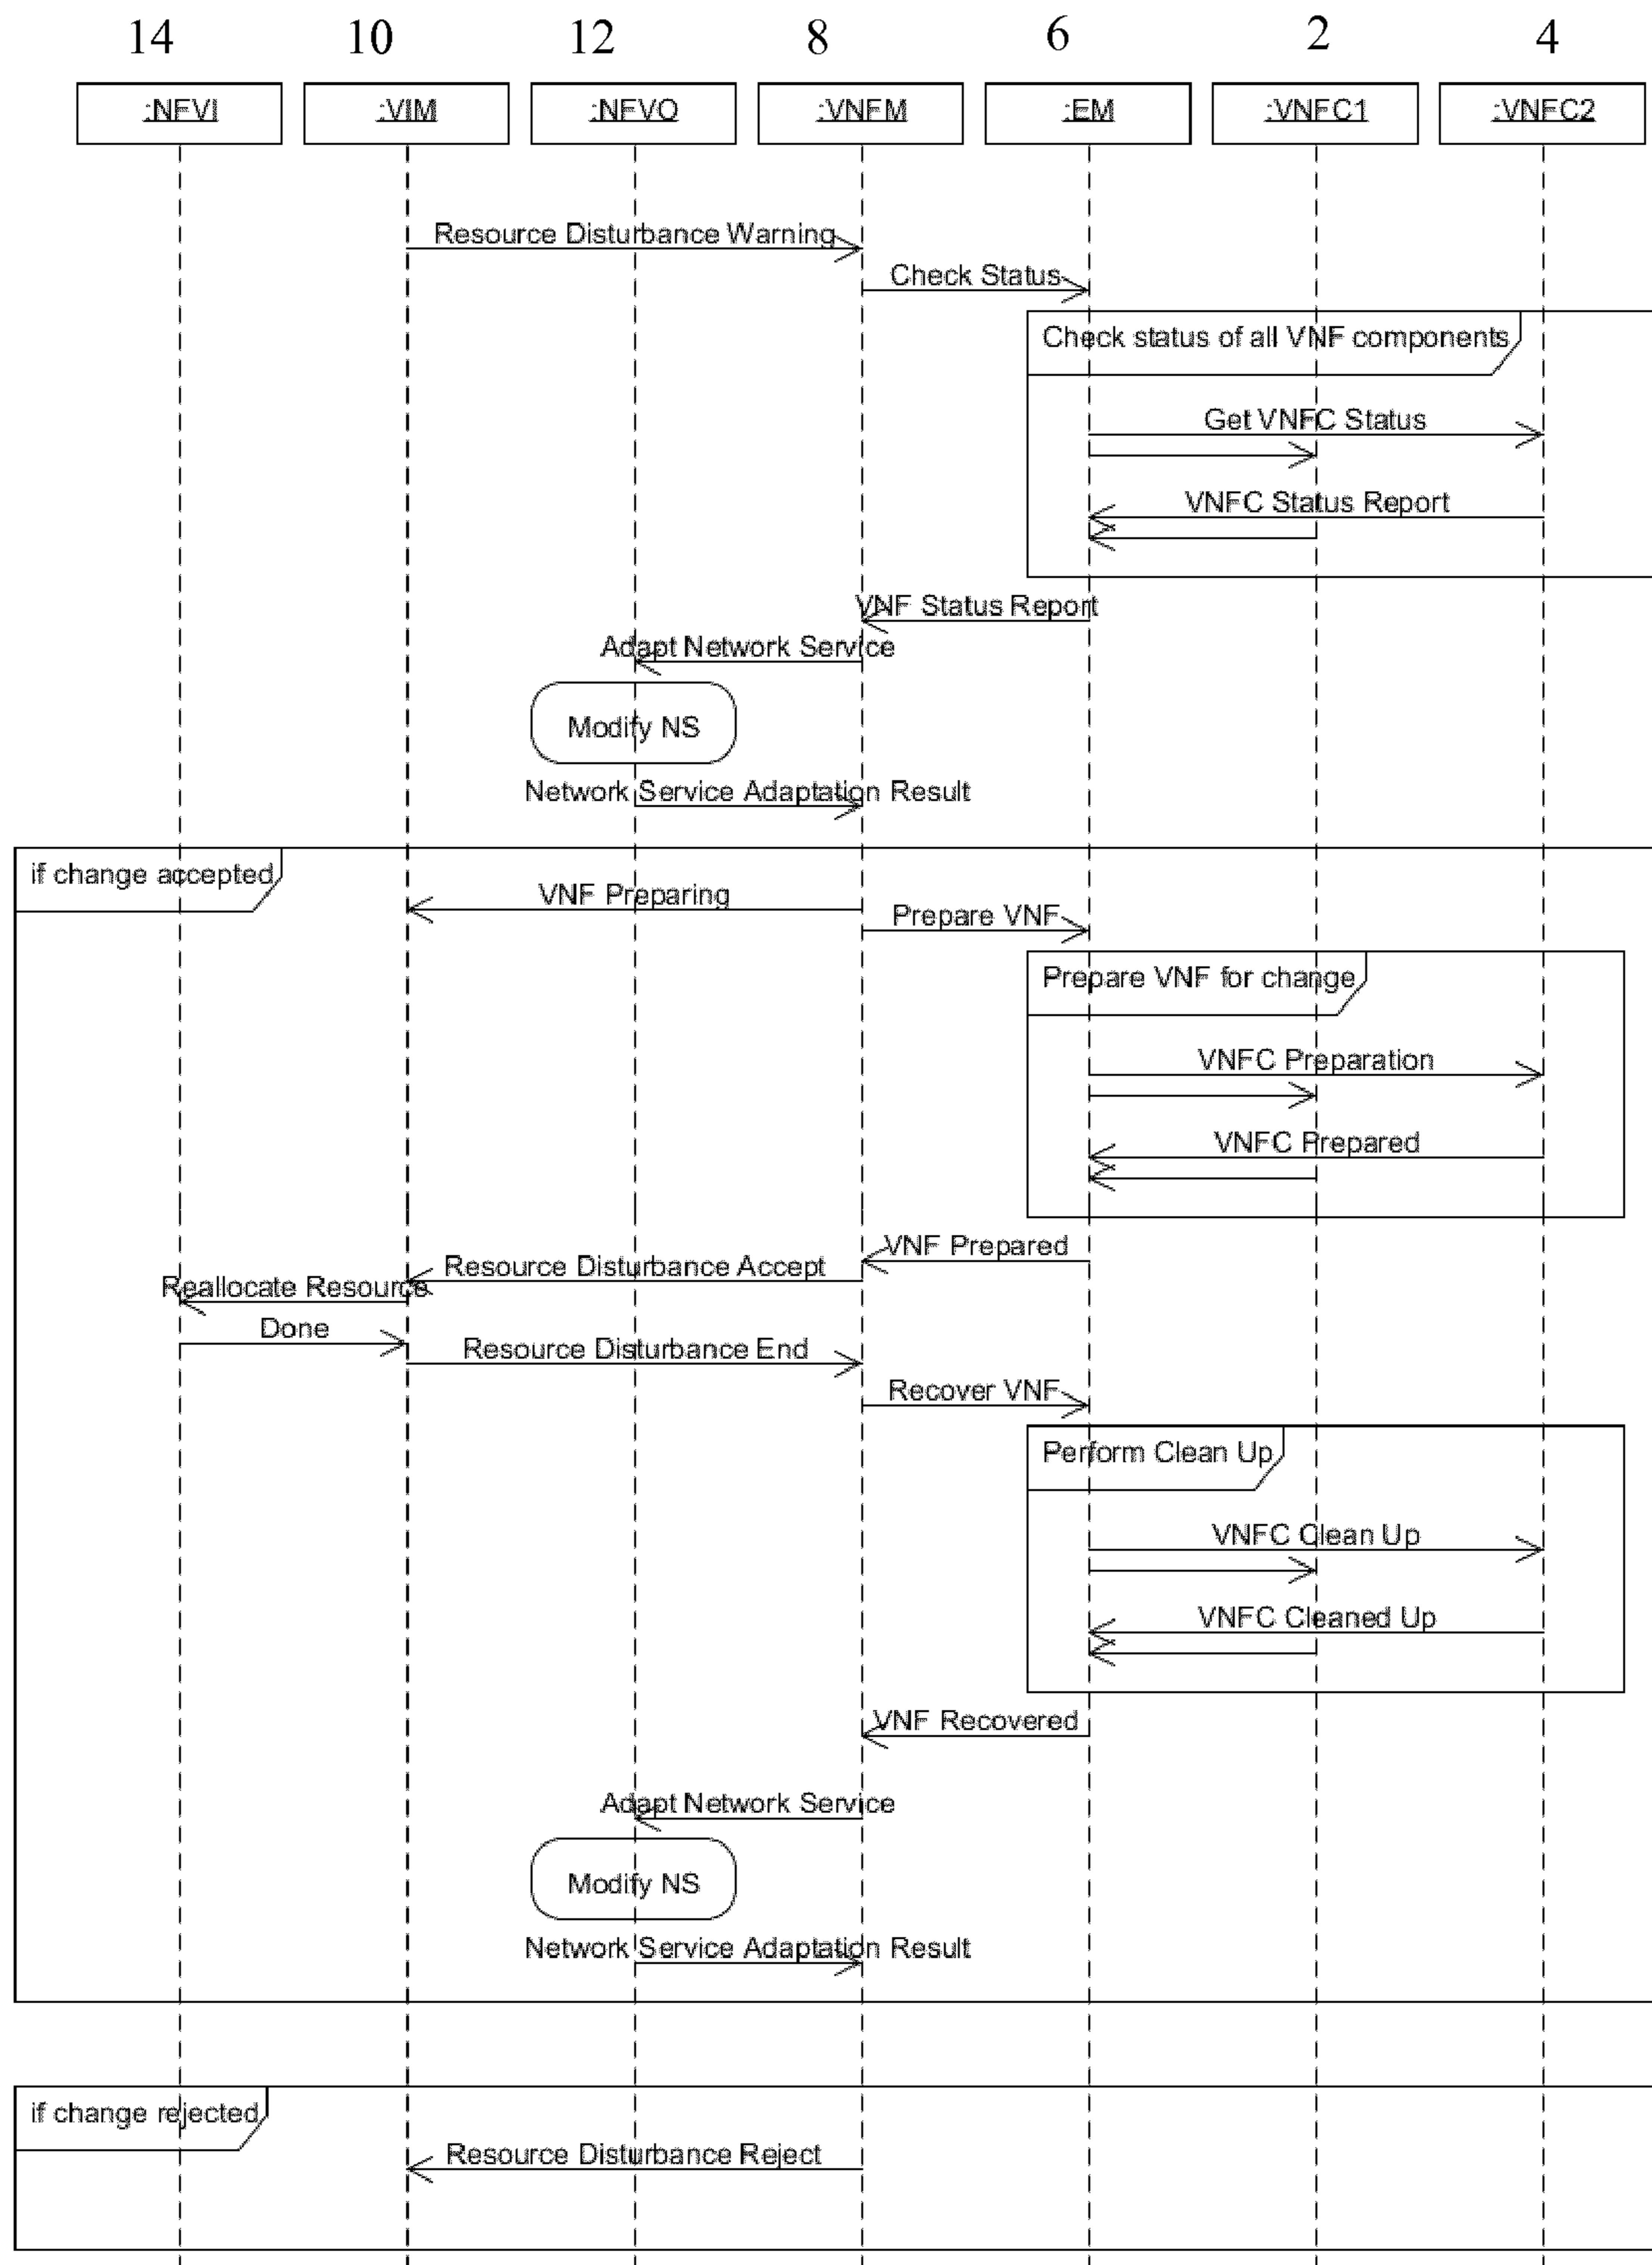 14 10 12 8 6 2 4
:NFVI :VIM :NFVO :VNFM :EM :VNFC1 :VNFC2
Resource Disturbance Warning
Check Status
Check status of all VNF components
Get VNFC Status
VNFC Status Report
VNF Status Report
Adapt Network Service
Modify NS
Network Service Adaptation Result
if change accepted
VNF Preparing
Prepare VNF
Prepare VNF for change
VNFC Preparation
VNFC Prepared
VNF Prepared
Resource Disturbance Accept
Reallocate Resource
Done
Resource Disturbance End
Recover VNF
Perform Clean Up
VNFC Clean Up
VNFC Cleaned Up
VNF Recovered
Adapt Network Service
Modify NS
Network Service Adaptation Result
if change rejected
Resource Disturbance Reject